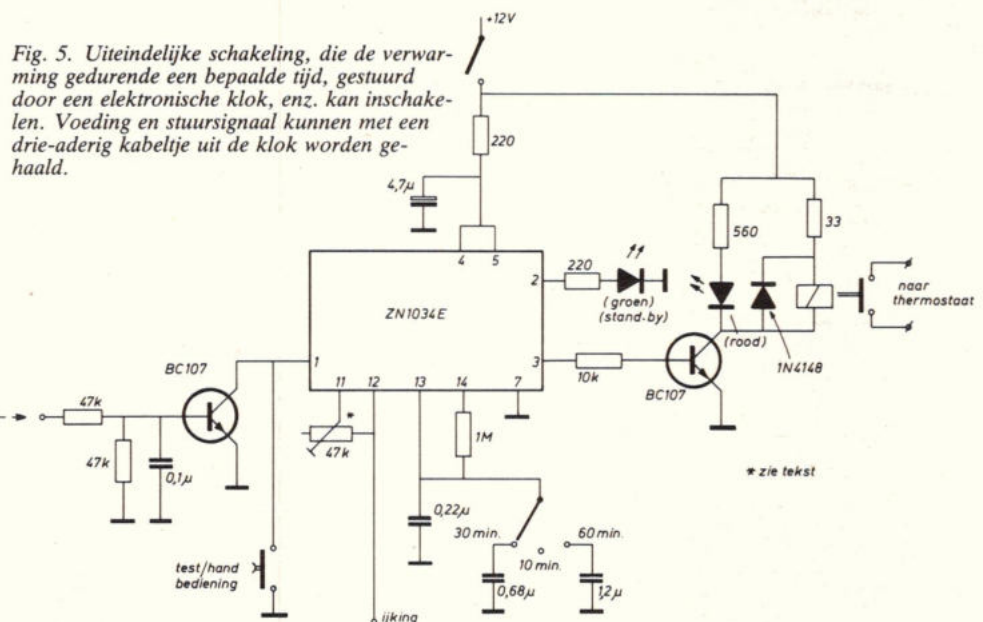 +12V
Fig. 5. Uiteindelijke schakeling, die de verwar-
ming gedurende een bepaalde tijd, gestuurd
door een elektronische klok, enz. kan inschake-
len. Voeding en stuursignaal kunnen met een
drie-aderig kabeltje uit de klok worden ge-
haald.
220
4,7µ
560
33
4 5
2
220
(groen)
(stand-by)
ZN1034E
(rood)
naar
thermostaat
1N4148
BC107
1
3
10k
BC107
11 12 13 14 7
47k
*
47k
1M
* zie tekst
47k
0,1µ
0,22µ
30 min.
60 min.
10 min.
test/hand
bediening
0,68µ
1,2µ
ijking